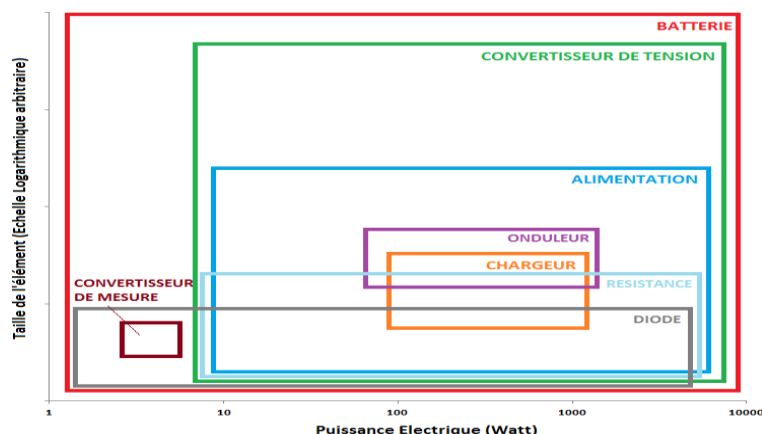 BATTERIE
CONVERTISSEUR DE TENSION
ALIMENTATION
ONDULEUR
CHARGEUR
CONVERTISSEUR
DE MESURE
RESISTANCE
DIODE
Taille de l'élément (Echelle Logarithmique arbitraire)
1
10
100
1000
10000
Puissance Electrique (Watt)